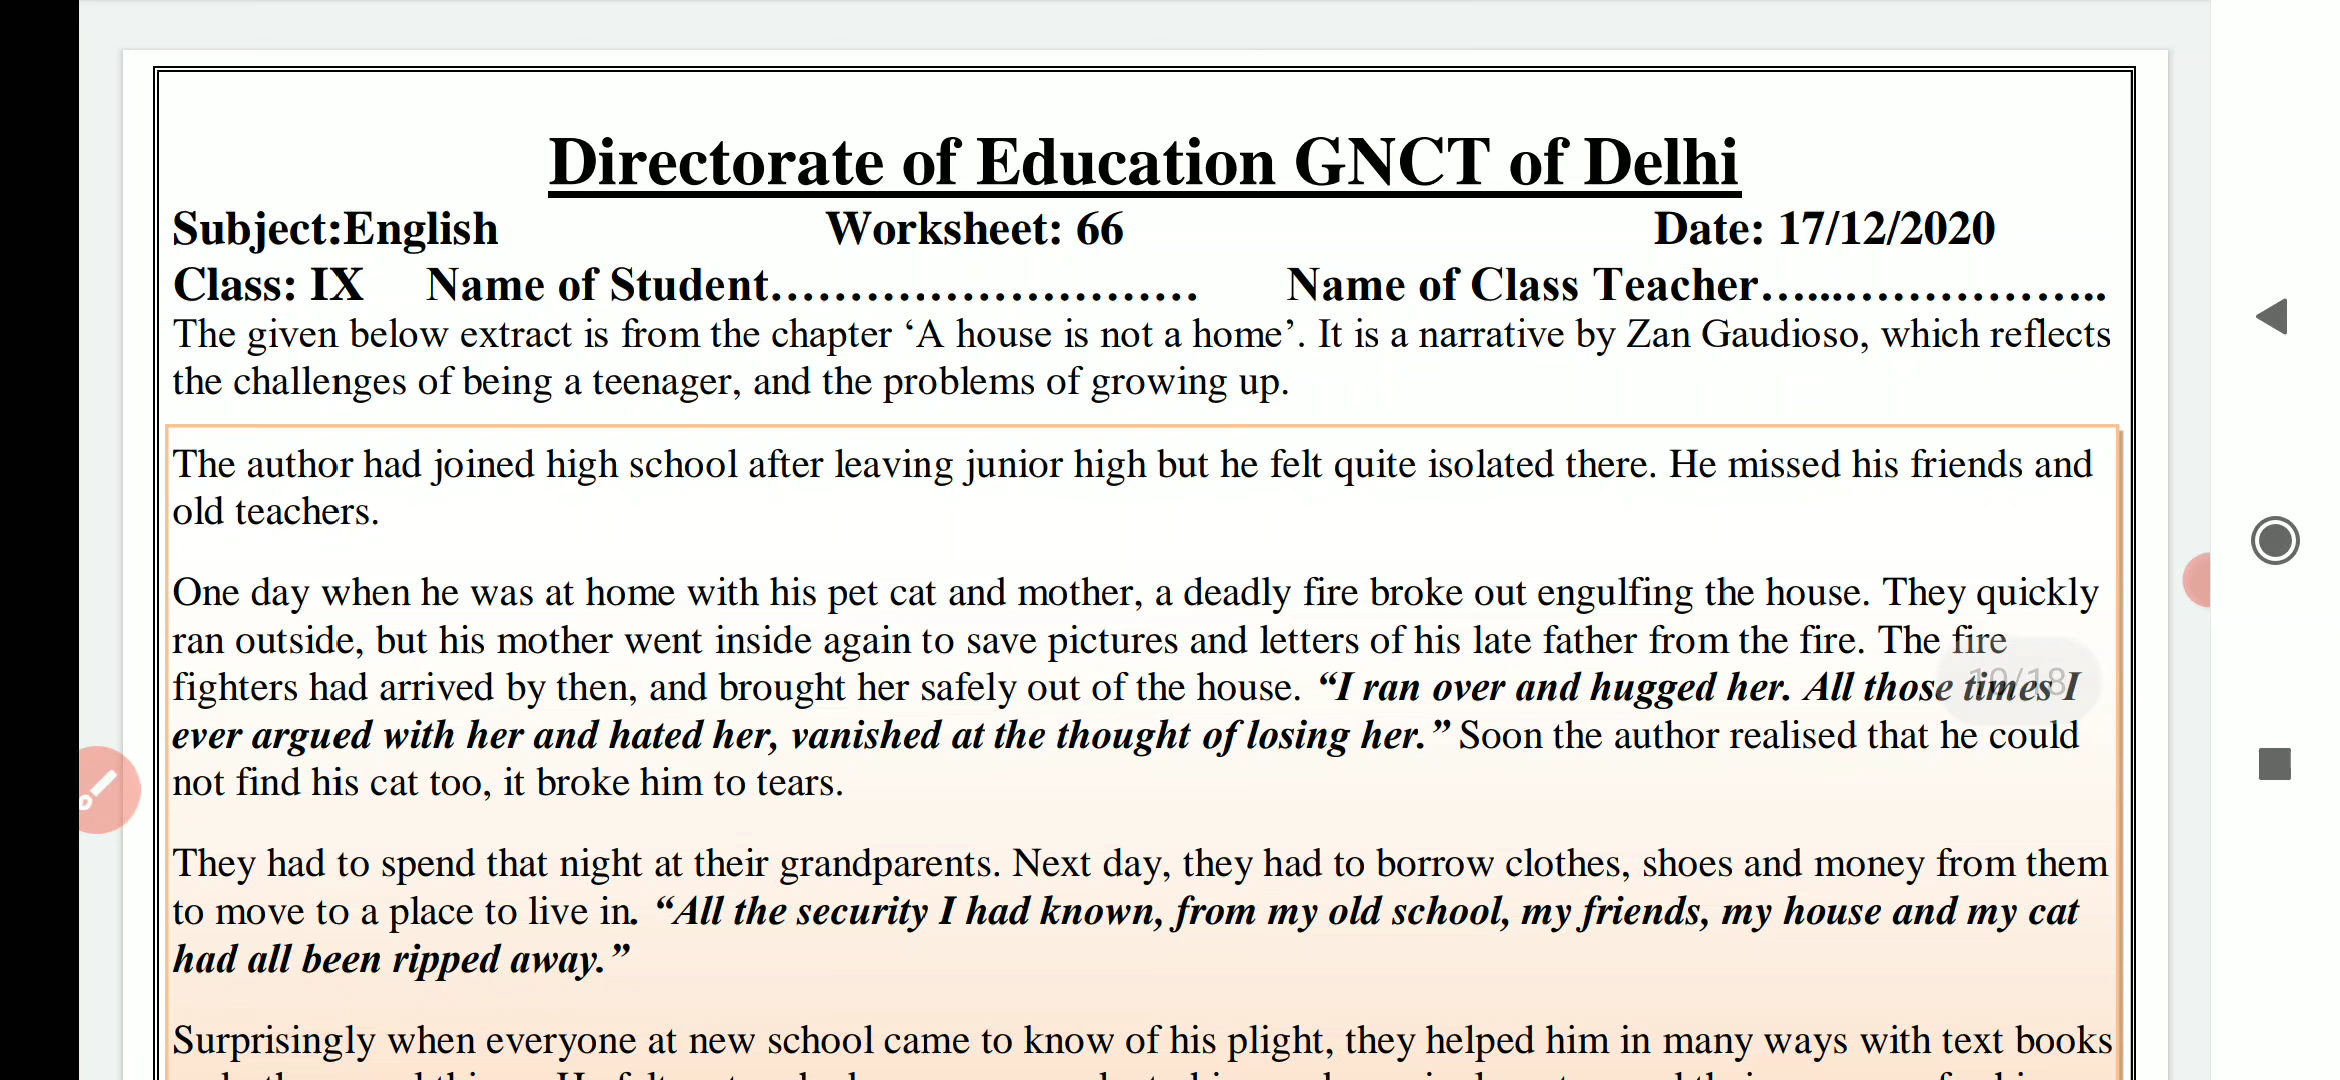 Directorate of Education GNCT of Delhi
Subject:English Worksheet: 66 Date: 17/12/2020
Class: IX Name of Student........................... Name of Class Teacher........................
The given below extract is from the chapter ‘A house is not a home’. It is a narrative by Zan Gaudioso, which reflects
the challenges of being a teenager, and the problems of growing up.
The author had joined high school after leaving junior high but he felt quite isolated there. He missed his friends and
old teachers.
One day when he was at home with his pet cat and mother, a deadly fire broke out engulfing the house. They quickly
ran outside, but his mother went inside again to save pictures and letters of his late father from the fire. The fire
fighters had arrived by then, and brought her safely out of the house. “I ran over and hugged her. All those times I
ever argued with her and hated her, vanished at the thought of losing her.” Soon the author realised that he could
not find his cat too, it broke him to tears.
They had to spend that night at their grandparents. Next day, they had to borrow clothes, shoes and money from them
to move to a place to live in. “All the security I had known, from my old school, my friends, my house and my cat
had all been ripped away.”
Surprisingly when everyone at new school came to know of his plight, they helped him in many ways with text books